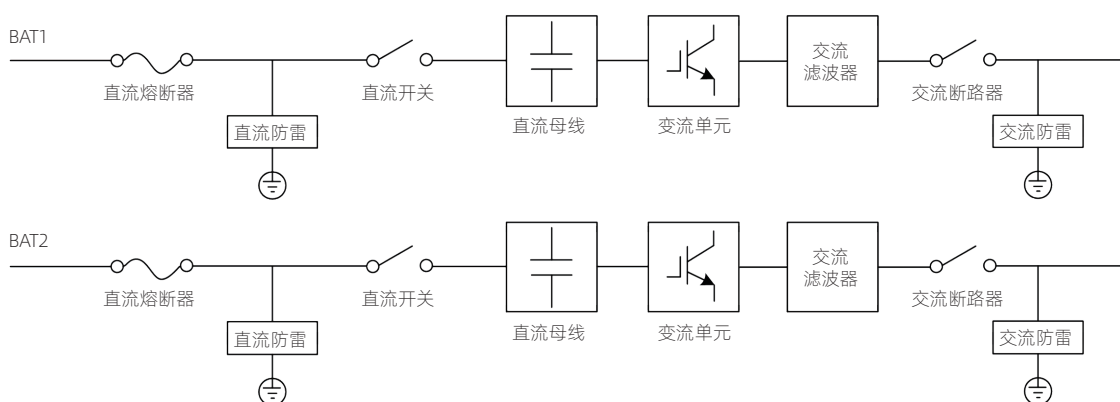 BAT1
直流熔断器
直流防雷
直流开关
直流母线
变流单元
交流
滤波器
交流断路器
交流防雷
BAT2
直流熔断器
直流防雷
直流开关
直流母线
变流单元
交流
滤波器
交流断路器
交流防雷